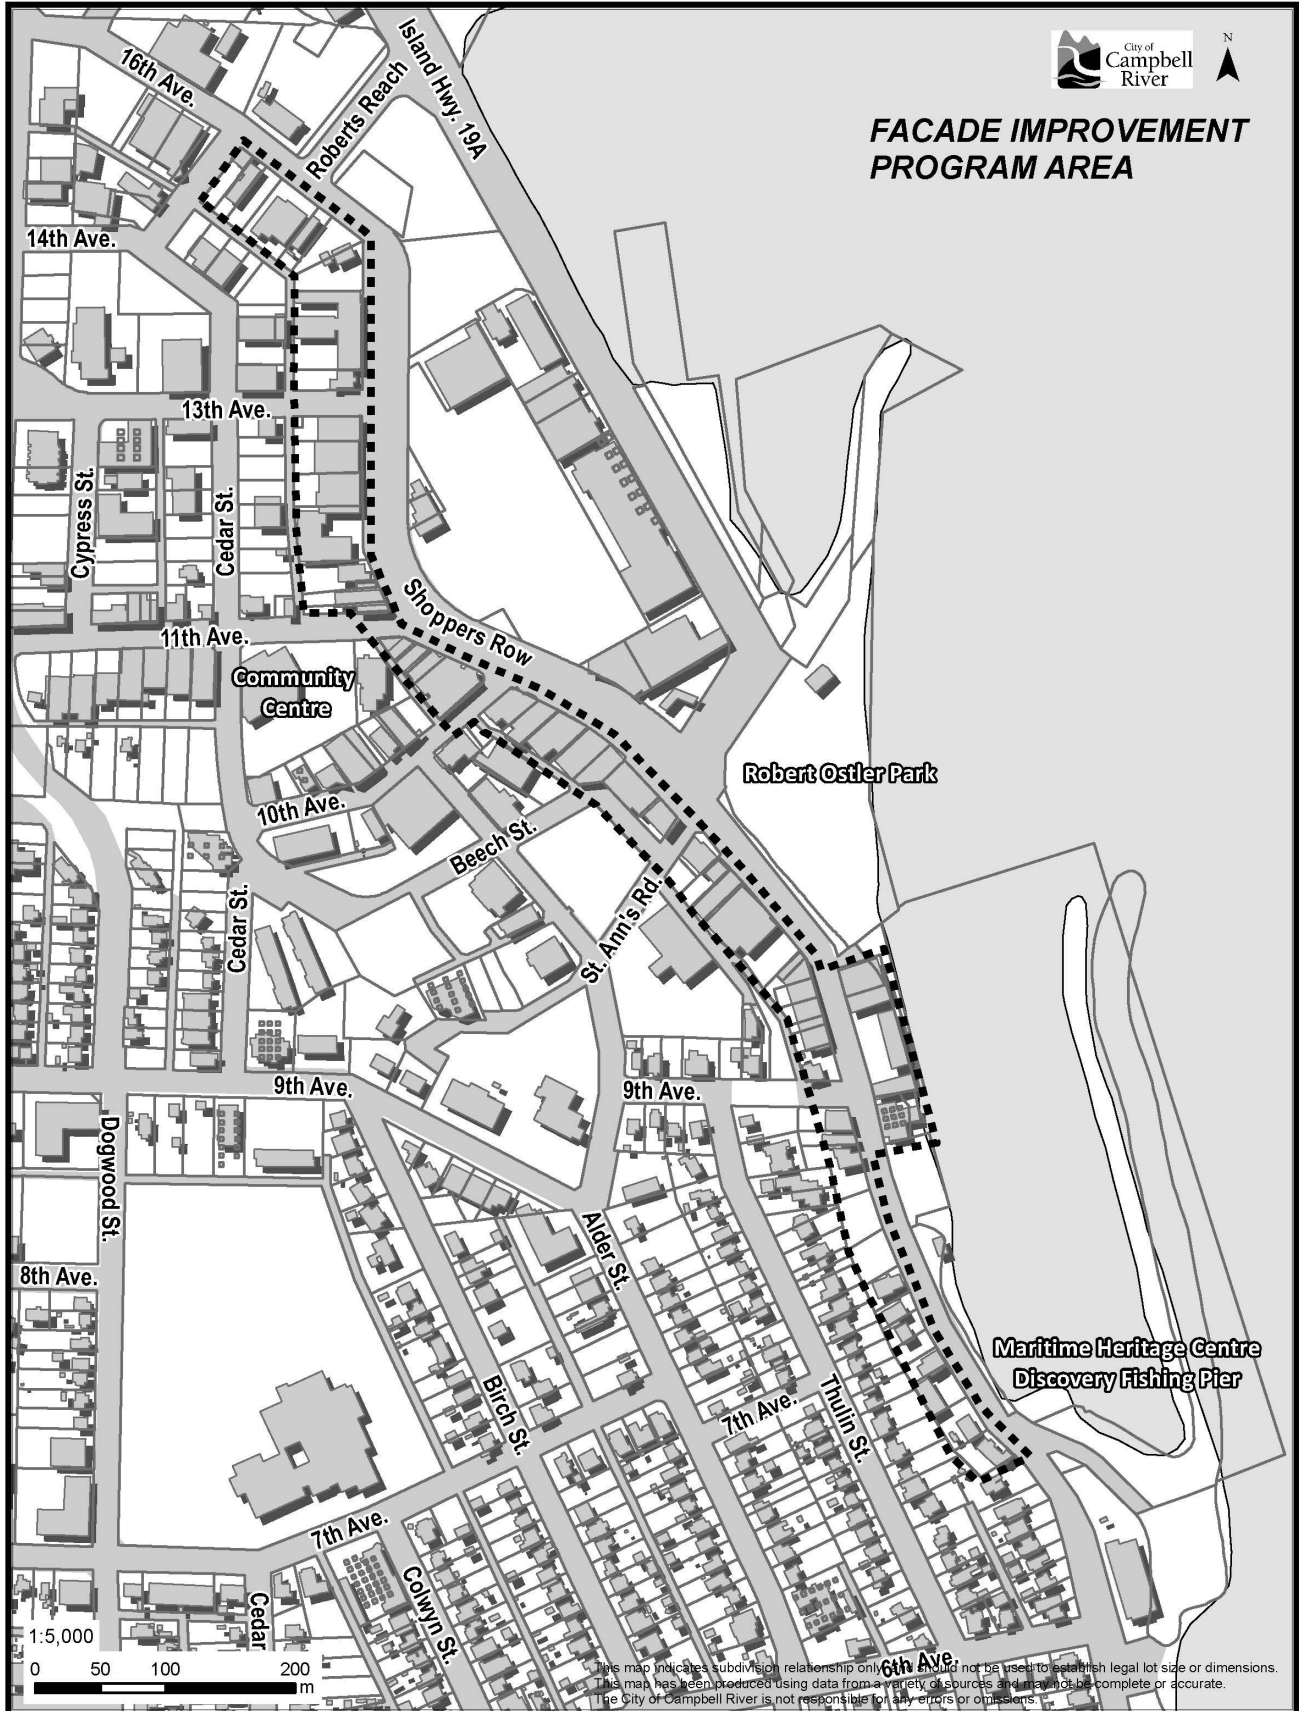 City of
Campbell
River
N
FACADE IMPROVEMENT
PROGRAM AREA
Island Hwy. 19A
16th Ave.
Roberts Reach
14th Ave.
13th Ave.
Cypress St.
Cedar St.
Shoppers Row
11th Ave.
Community
Centre
Robert Ostler Park
10th Ave.
Beech St.
St. Ann's Rd.
Cedar St.
9th Ave.
9th Ave.
Dogwood St.
Alder St.
8th Ave.
Maritime Heritage Centre
Discovery Fishing Pier
Birch St.
Thulin St.
7th Ave.
7th Ave.
Colwyn St.
Cedar
6th Ave.
1:5,000
0 50 100 200
m
This map indicates subdivision relationship only and should not be used to establish legal lot size or dimensions.
This map has been produced using data from a variety of sources and may not be complete or accurate.
The City of Campbell River is not responsible for any errors or omissions.